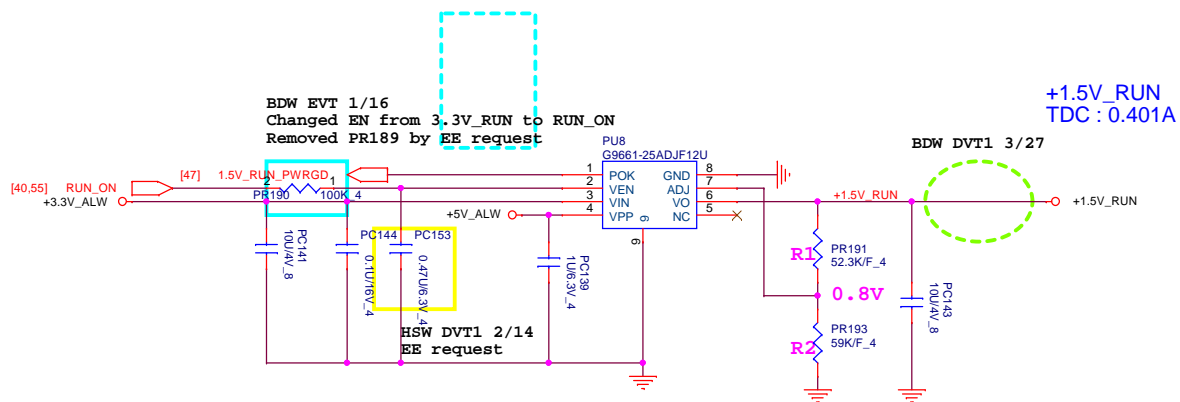 +1.5V_RUN
TDC : 0.401A
BDW EVT 1/16
Changed EN from 3.3V_RUN to RUN_ON
Removed PR189 by EE request
BDW DVT1 3/27
PU8
G9661-25ADJF12U
[47] 1.5V_RUN_PWRGD
1 POK GND 8
[40,55] RUN_ON
2 1
2 VEN ADJ 7
PR190 100K_4
+3.3V_ALW
3 VIN VO 6
+1.5V_RUN
+1.5V_RUN
+5V_ALW
4 VPP 9 NC 5
6
PC141
10U/4V_8
PC144
0.1U/16V_4
PC153
0.47U/6.3V_4
PC139
1U/6.3V_4
R1
PR191
52.3K/F_4
0.8V
PC143
10U/4V_8
R2
PR193
59K/F_4
HSW DVT1 2/14
EE request